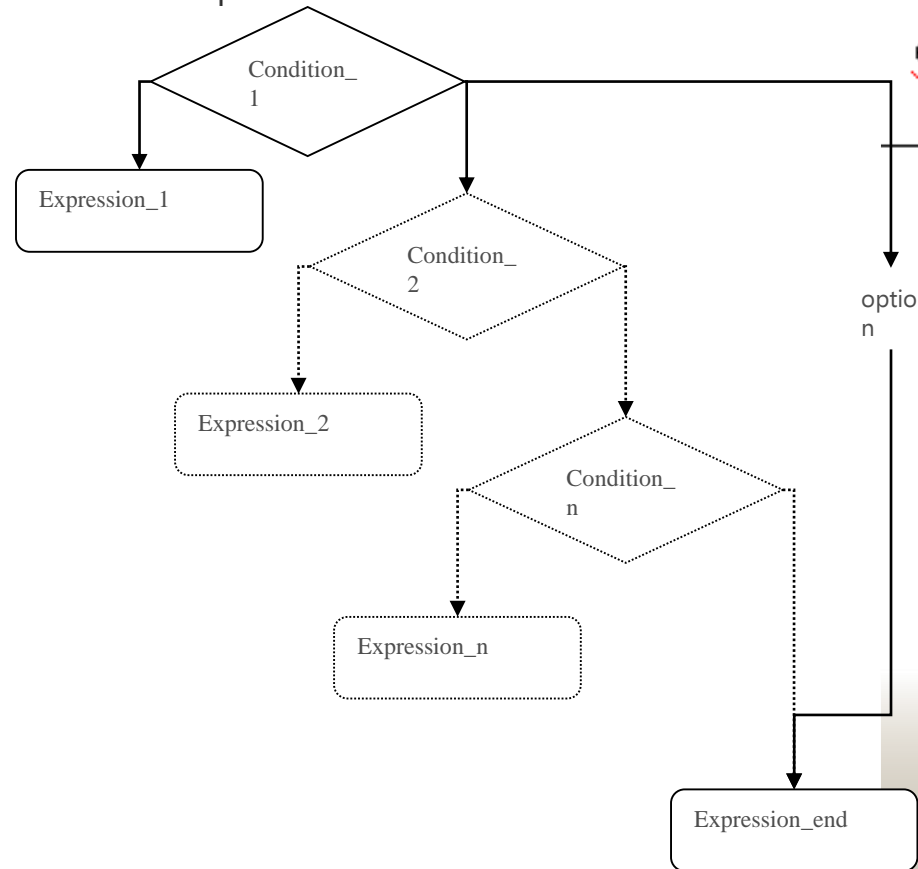 Condition_
1
Expression_1
Condition_
2
optio
n
Expression_2
Condition_
n
Expression_n
Expression_end